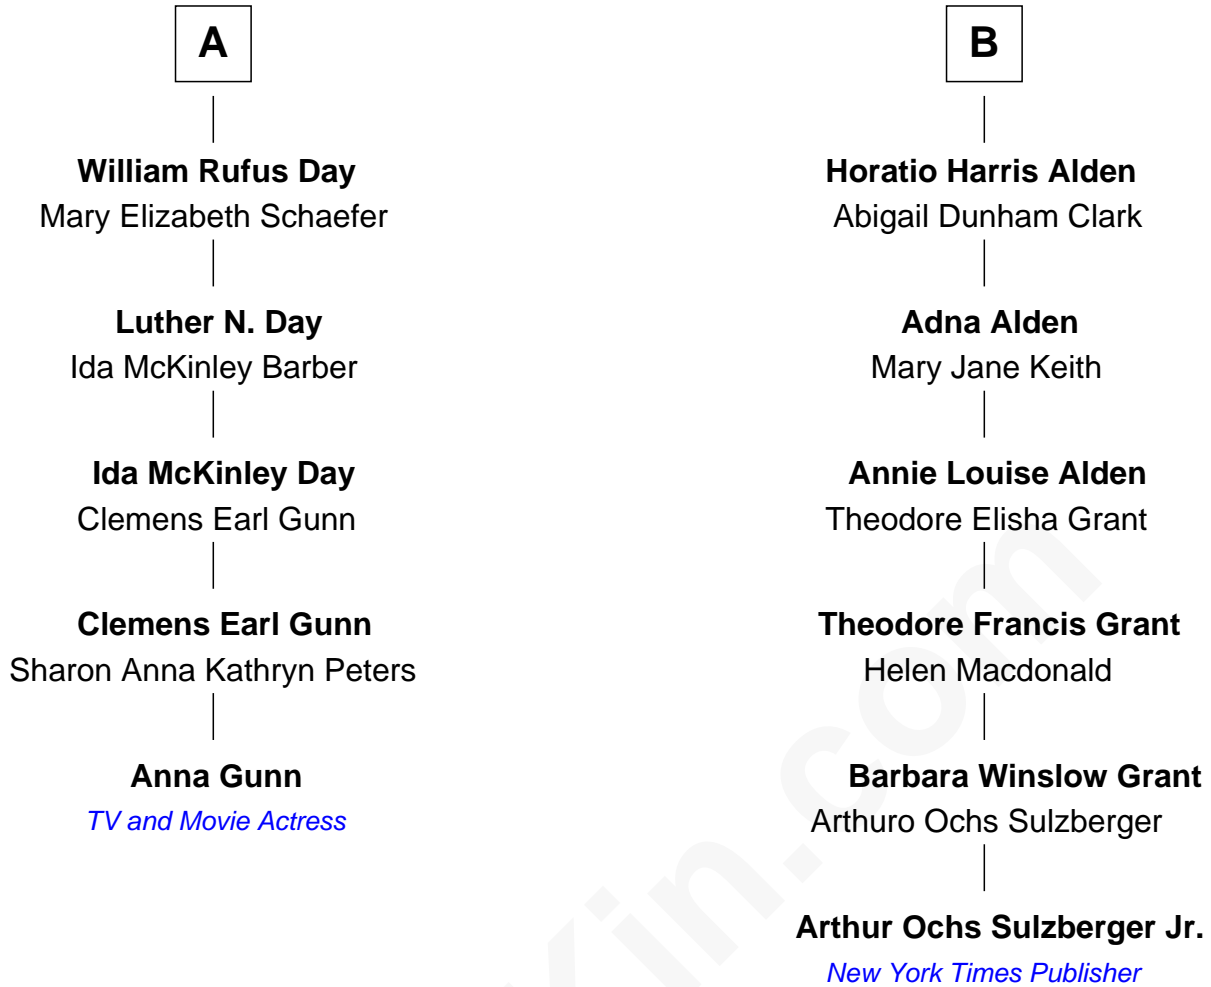 A
William Rufus Day
Mary Elizabeth Schaefer
Luther N. Day
Ida McKinley Barber
Ida McKinley Day
Clemens Earl Gunn
Clemens Earl Gunn
Sharon Anna Kathryn Peters
Anna Gunn
TV and Movie Actress
B
Horatio Harris Alden
Abigail Dunham Clark
Adna Alden
Mary Jane Keith
Annie Louise Alden
Theodore Elisha Grant
Theodore Francis Grant
Helen Macdonald
Barbara Winslow Grant
Arthuro Ochs Sulzberger
Arthur Ochs Sulzberger Jr.
New York Times Publisher
Kin.com